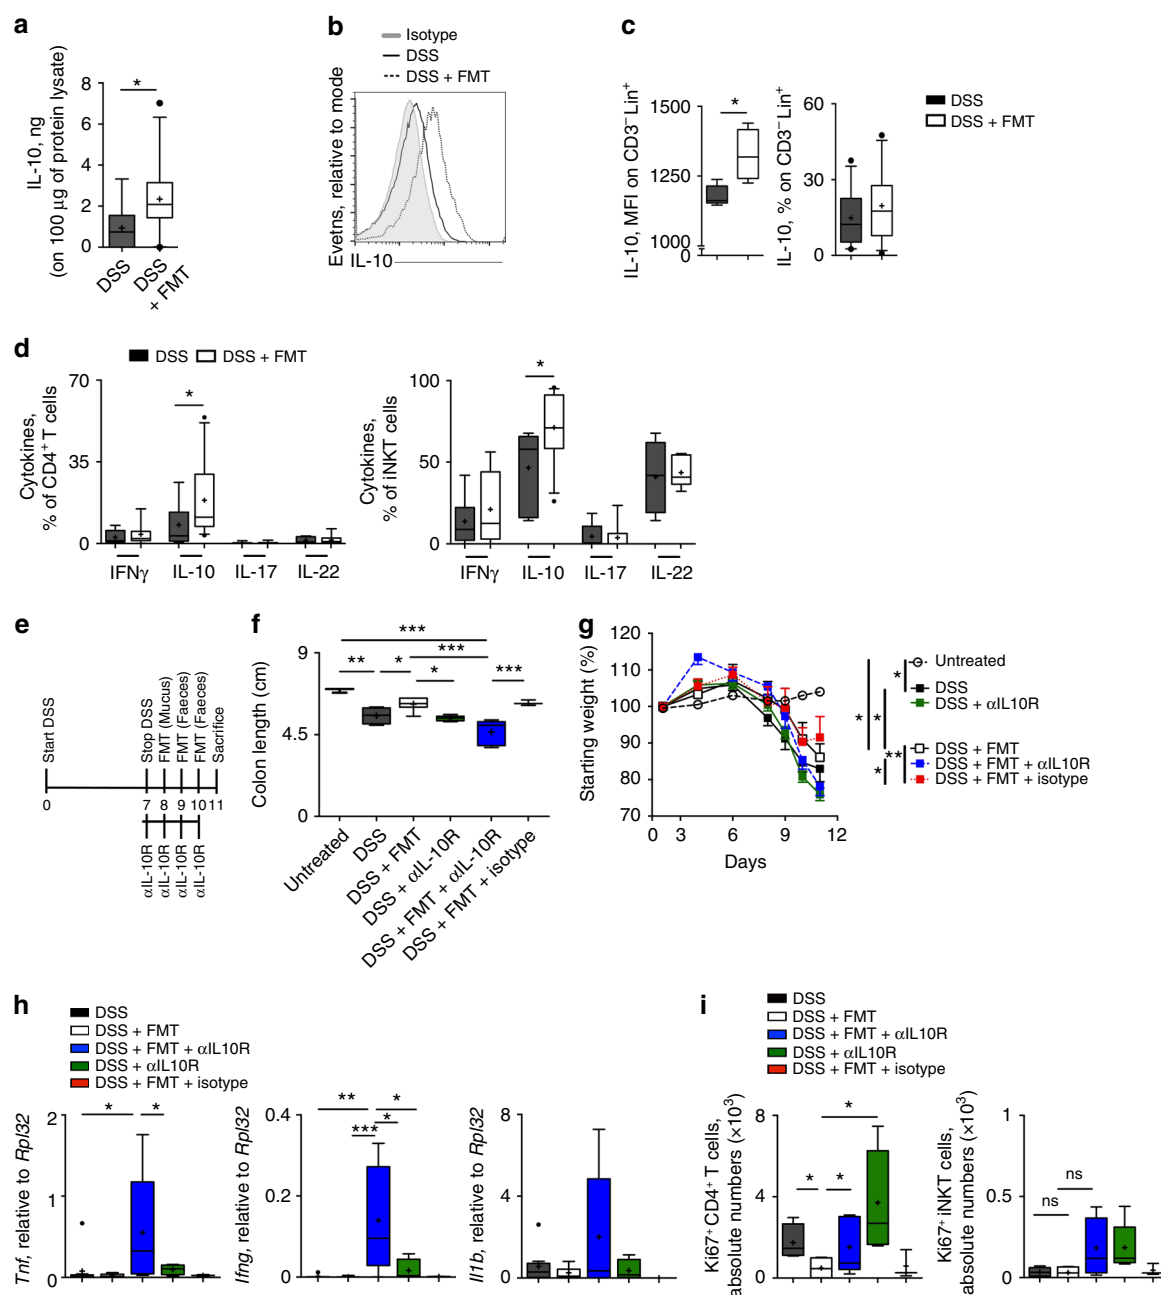 a
IL-10, ng
(on 100 μg of protein lysate)
8
6
4
2
0
*
DSS
DSS
+ FMT
b
Isotype
DSS
DSS + FMT
Evetns, relative to mode
IL-10
c
IL-10, MFI on CD3⁻ Lin⁺
1500
1250
1000
0
*
IL-10, % on CD3⁻ Lin⁺
60
30
0
DSS
DSS + FMT
d
DSS
DSS + FMT
Cytokines,
% of CD4⁺ T cells
70
35
0
*
IFNγ
IL-10
IL-17
IL-22
Cytokines,
% of iNKT cells
100
50
0
*
IFNγ
IL-10
IL-17
IL-22
e
Start DSS
Stop DSS
FMT (Mucus)
FMT (Faeces)
FMT (Faeces)
Sacrifice
0
7
8
9
10
11
αIL-10R
αIL-10R
αIL-10R
αIL-10R
f
Colon length (cm)
9
4.5
0
***
***
**
*
*
***
Untreated
DSS
DSS + FMT
DSS + αIL-10R
DSS + FMT + αIL-10R
DSS + FMT + isotype
g
Starting weight (%)
120
110
100
90
80
70
0
3
6
9
12
Days
*
*
*
**
*
Untreated
DSS
DSS + αIL10R
DSS + FMT
DSS + FMT + αIL10R
DSS + FMT + isotype
h
DSS
DSS + FMT
DSS + FMT + αIL10R
DSS + αIL10R
DSS + FMT + isotype
Tnf, relative to Rpl32
2
1
0
*
*
Ifng, relative to Rpl32
0.4
0.2
0
**
*
*
***
Il1b, relative to Rpl32
8
4
0
i
DSS
DSS + FMT
DSS + FMT + αIL10R
DSS + αIL10R
DSS + FMT + isotype
Ki67⁺ CD4⁺ T cells,
absolute numbers (×10³)
8
4
0
*
*
*
Ki67⁺ iNKT cells,
absolute numbers (×10³)
1
0.5
0
ns
ns